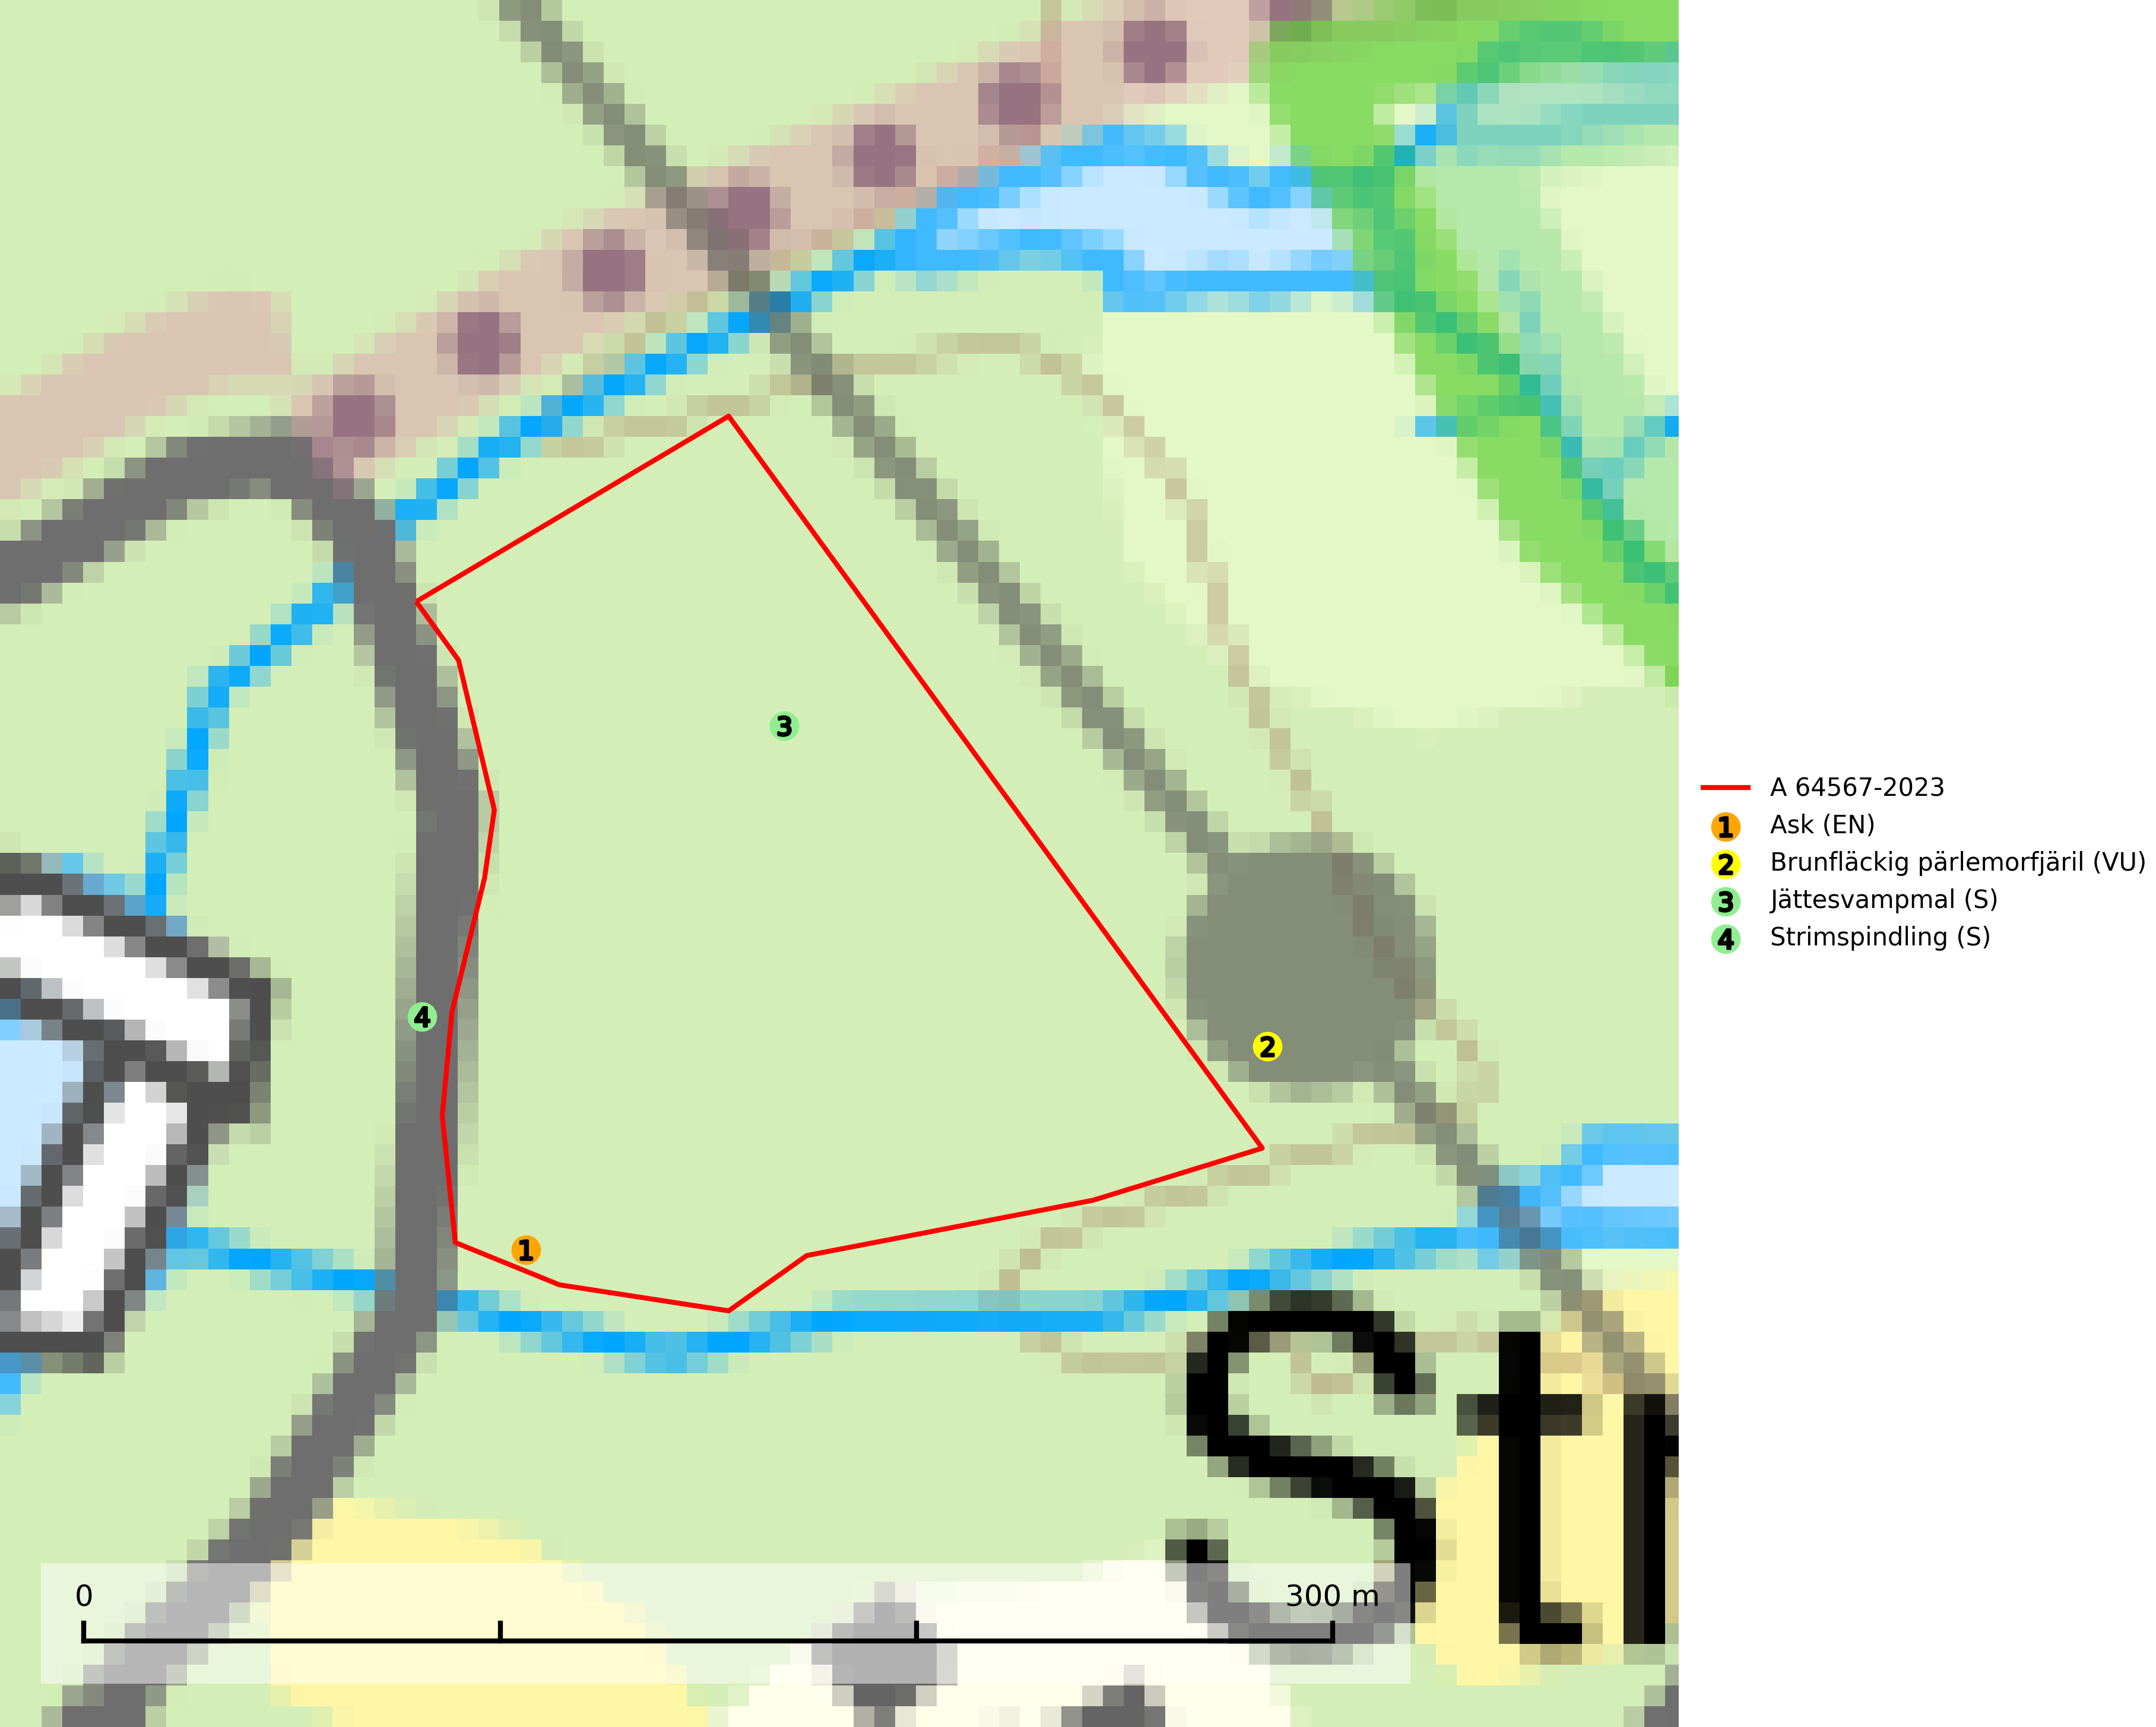 3
2
4
1
St
0 300 m
A 64567-2023
1 Ask (EN)
2 Brunfläckig pärlemorfjäril (VU)
3 Jättesvampmal (S)
4 Strimspindling (S)